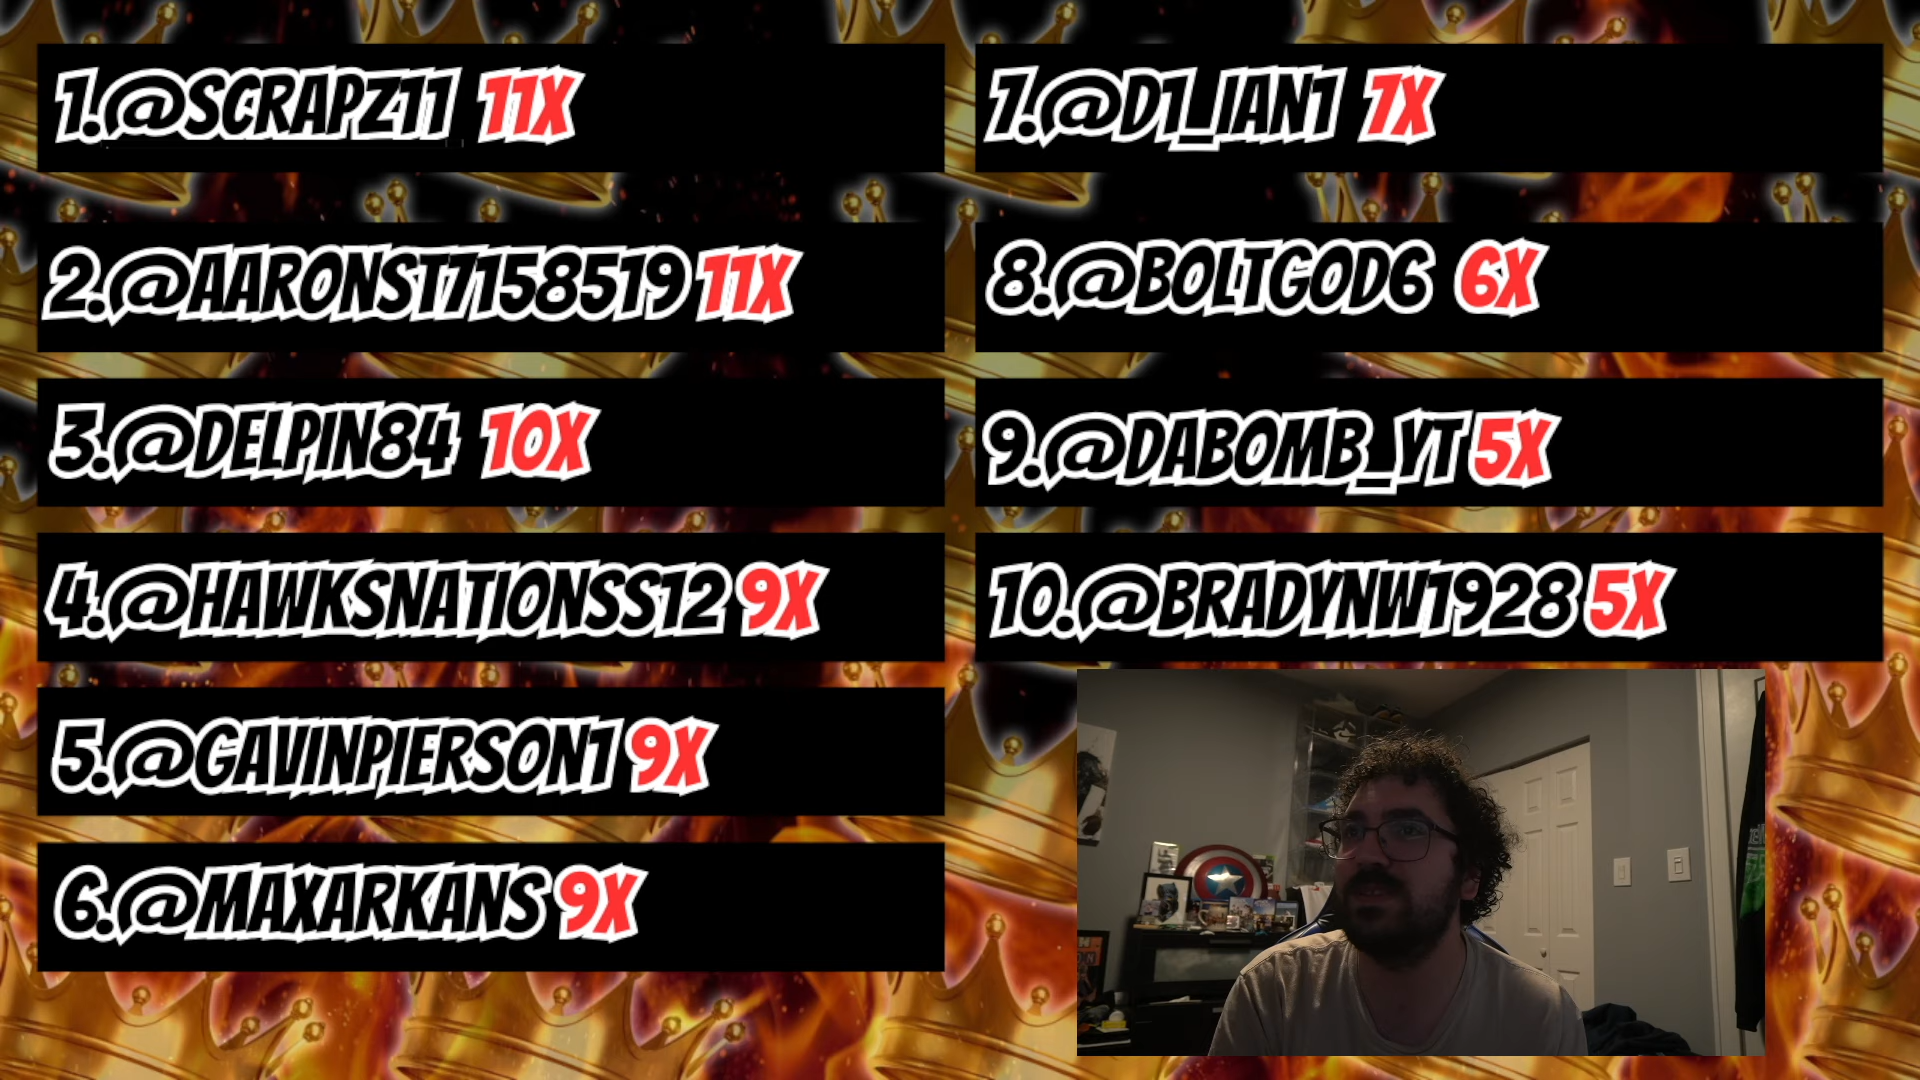 1.@SCRAPZ11 11X
2.@AARONST7158519 11X
3.@DELPIN84 10X
4.@HAWKSNATIONSS12 9X
5.@GAVINPIERSON1 9X
6.@MAXARKANS 9X
7.@D1_IAN1 7X
8.@BOLTGOD6 6X
9.@DABOMB_YT 5X
10.@BRADYNW1928 5X